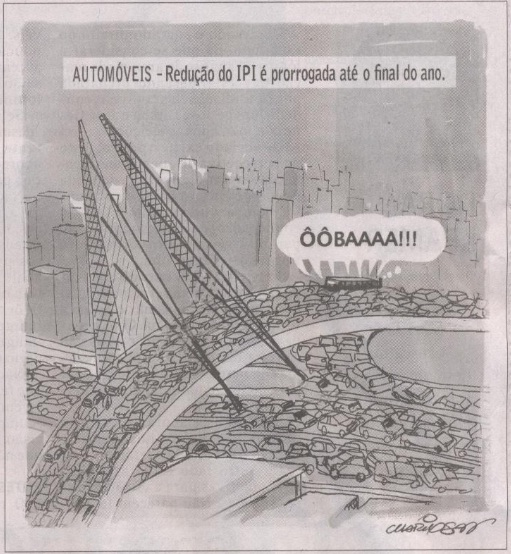 AUTOMÓVEIS - Redução do IPI é prorrogada até o final do ano.
ÔÔBAAAA!!!